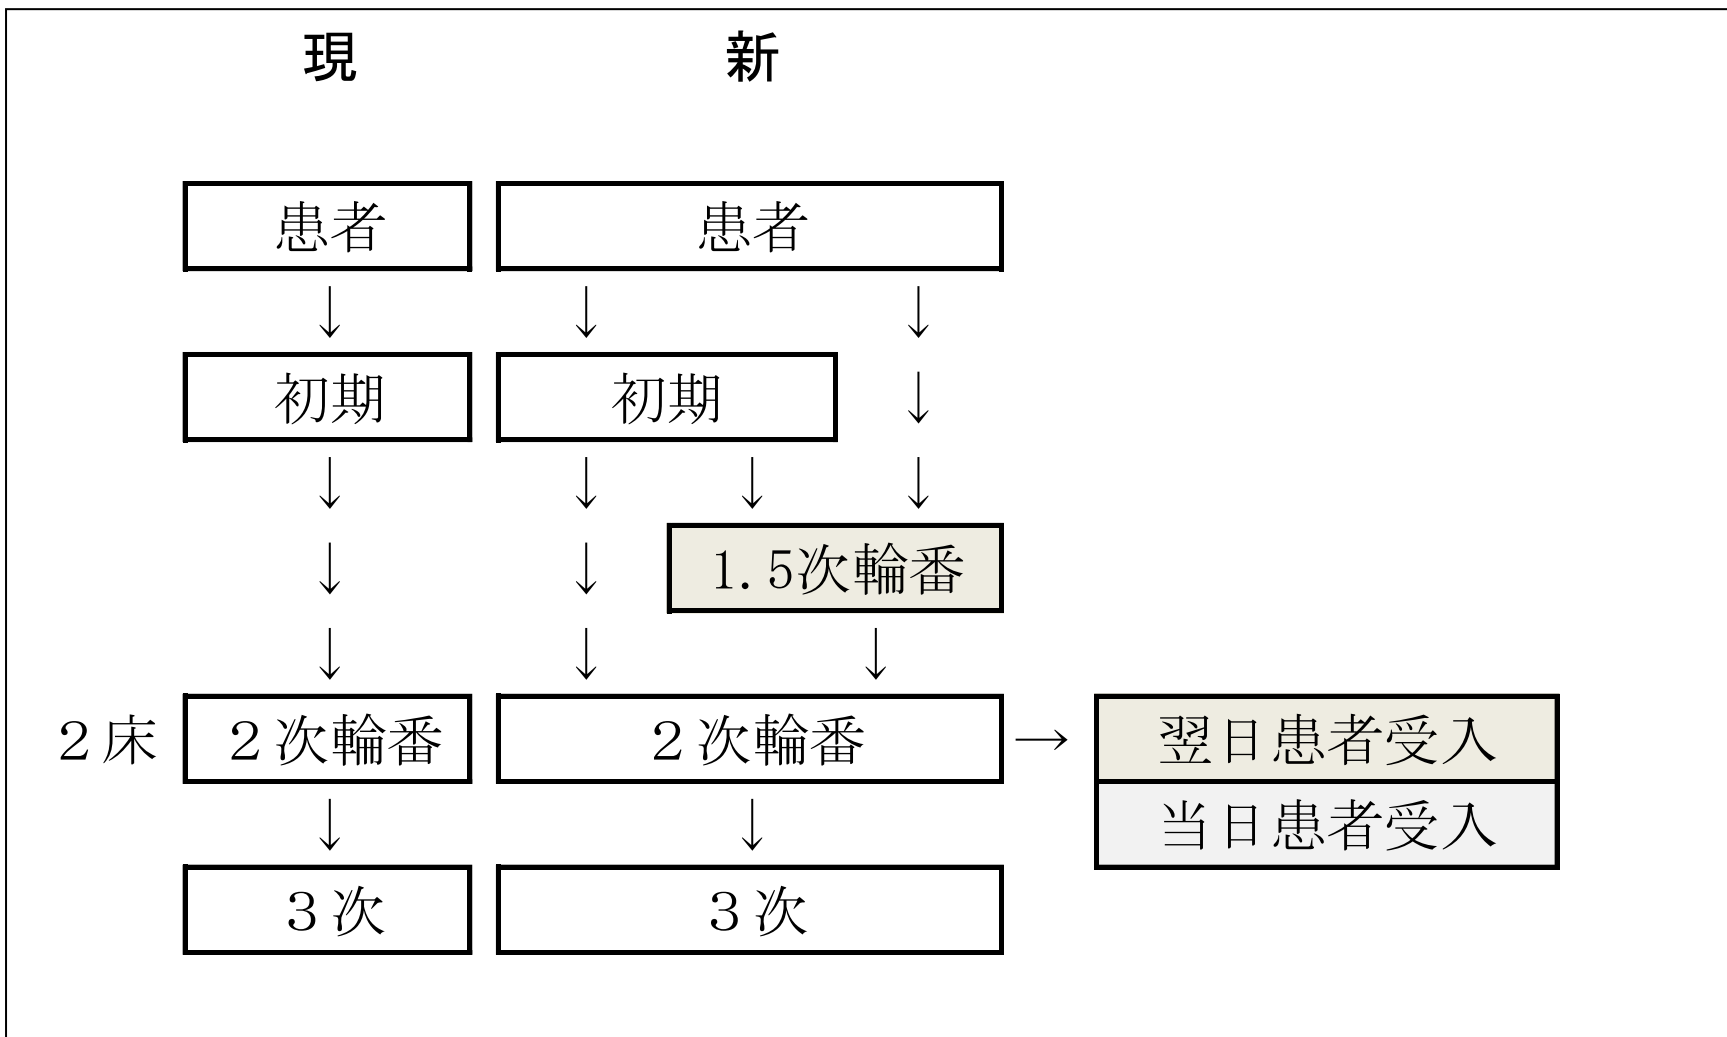 現 新
患者 患者
↓ ↓ ↓
初期 初期 ↓
↓ ↓ ↓ ↓
↓ ↓ 1.5次輪番
↓ ↓ ↓
２床 ２次輪番 ２次輪番 → 翌日患者受入
↓ ↓ 当日患者受入
３次 ３次